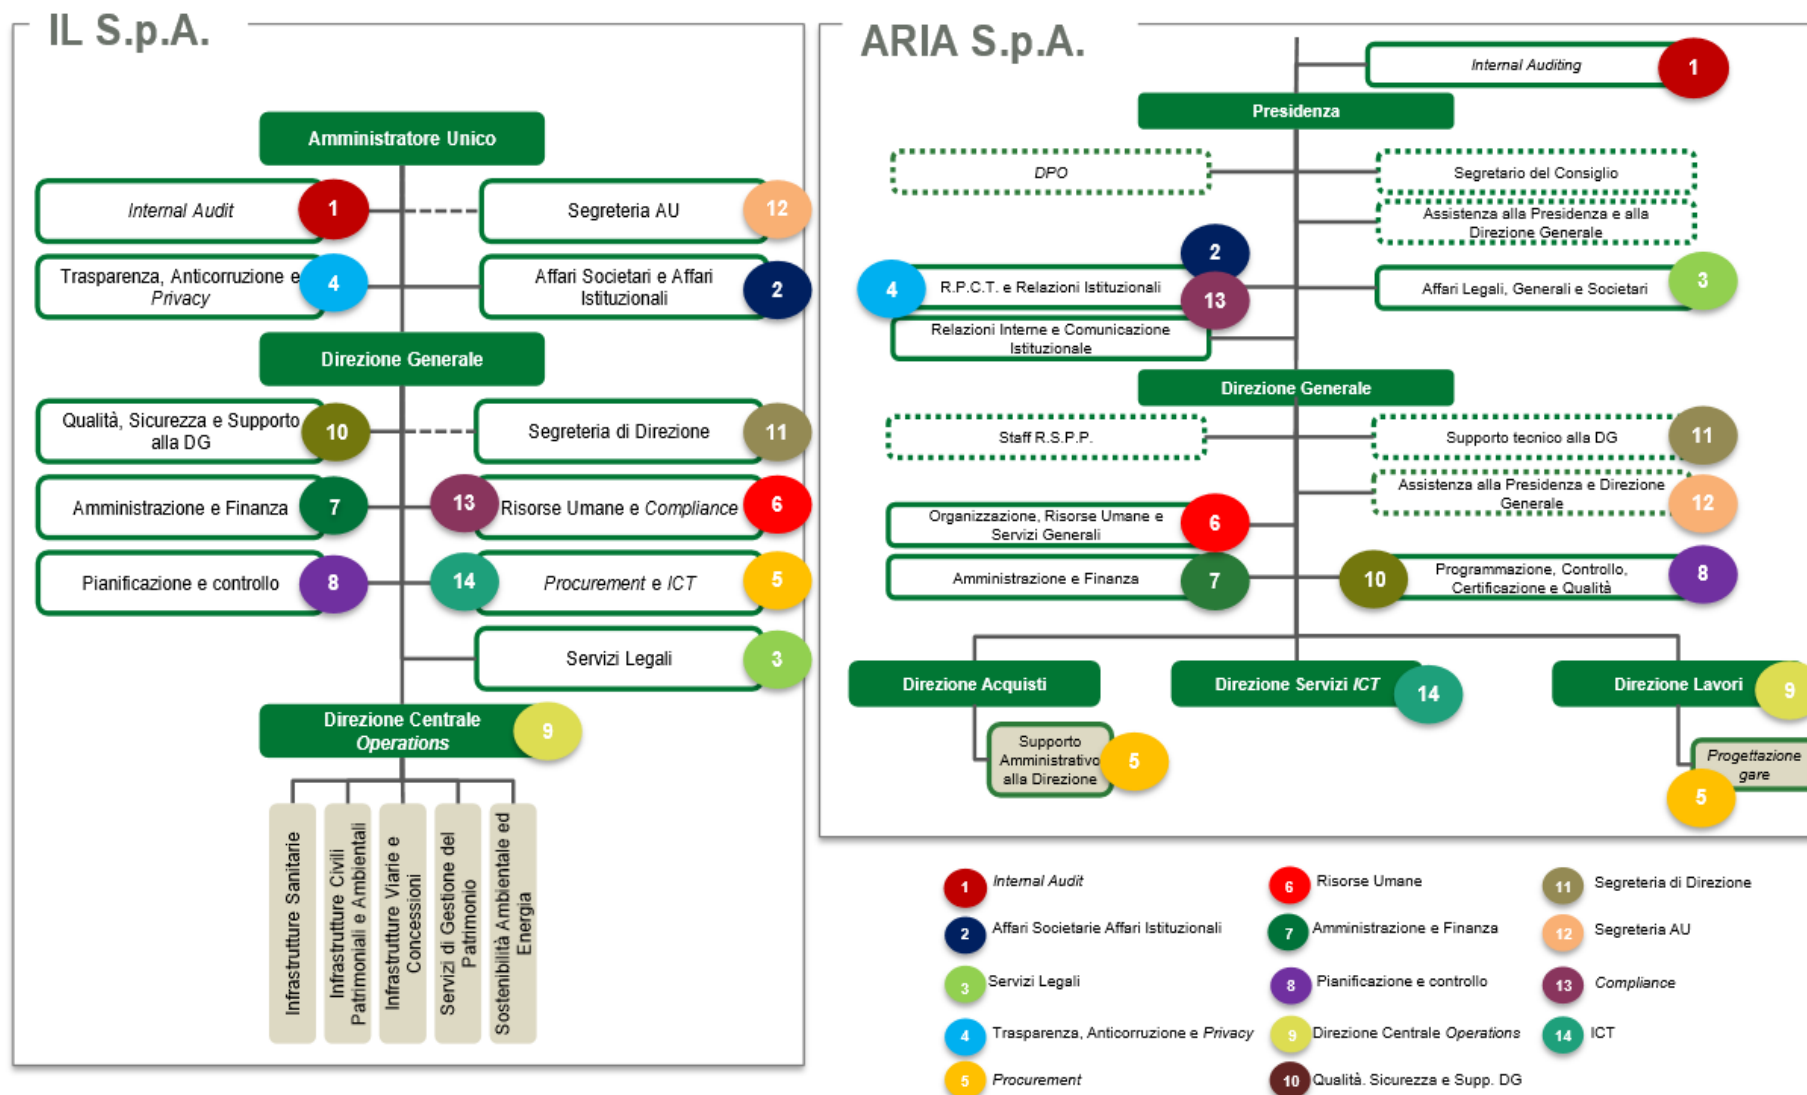 IL S.p.A.
Amministratore Unico
Internal Audit
1
Segreteria AU
12
Trasparenza, Anticorruzione e
Privacy
4
Affari Societari e Affari
Istituzionali
2
Direzione Generale
Qualità, Sicurezza e Supporto
alla DG
10
Segreteria di Direzione
11
Amministrazione e Finanza
7
13
Risorse Umane e Compliance
6
Pianificazione e controllo
8
14
Procurement e ICT
5
Servizi Legali
3
Direzione Centrale
Operations
9
Infrastrutture Sanitarie
Infrastrutture Civili
Patrimoniali e Ambientali
Infrastrutture Viarie e
Concessioni
Servizi di Gestione del
Patrimonio
Sostenibilità Ambientale ed
Energia
ARIA S.p.A.
Internal Auditing
1
Presidenza
DPO
Segretario del Consiglio
Assistenza alla Presidenza e alla
Direzione Generale
2
4
R.P.C.T. e Relazioni Istituzionali
13
Affari Legali, Generali e Societari
3
Relazioni Interne e Comunicazione
Istituzionale
Direzione Generale
Staff R.S.P.P.
Supporto tecnico alla DG
11
Assistenza alla Presidenza e Direzione
Generale
12
Organizzazione, Risorse Umane e
Servizi Generali
6
Amministrazione e Finanza
7
10
Programmazione, Controllo,
Certificazione e Qualità
8
Direzione Acquisti
Direzione Servizi ICT
14
Direzione Lavori
9
Supporto
Amministrativo
alla Direzione
5
Progettazione
gare
5
1 Internal Audit
2 Affari Societarie Affari Istituzionali
3 Servizi Legali
4 Trasparenza, Anticorruzione e Privacy
5 Procurement
6 Risorse Umane
7 Amministrazione e Finanza
8 Pianificazione e controllo
9 Direzione Centrale Operations
10 Qualità. Sicurezza e Supp. DG
11 Segreteria di Direzione
12 Segreteria AU
13 Compliance
14 ICT